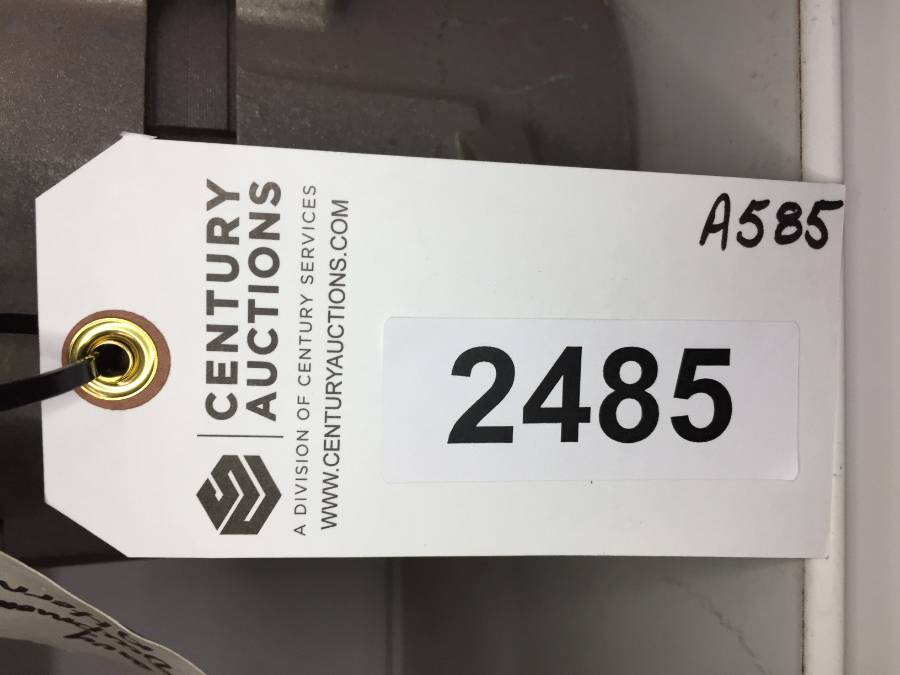 CENTURY
AUCTIONS
A DIVISION OF CENTURY SERVICES
WWW.CENTURYAUCTIONS.COM
A585
2485